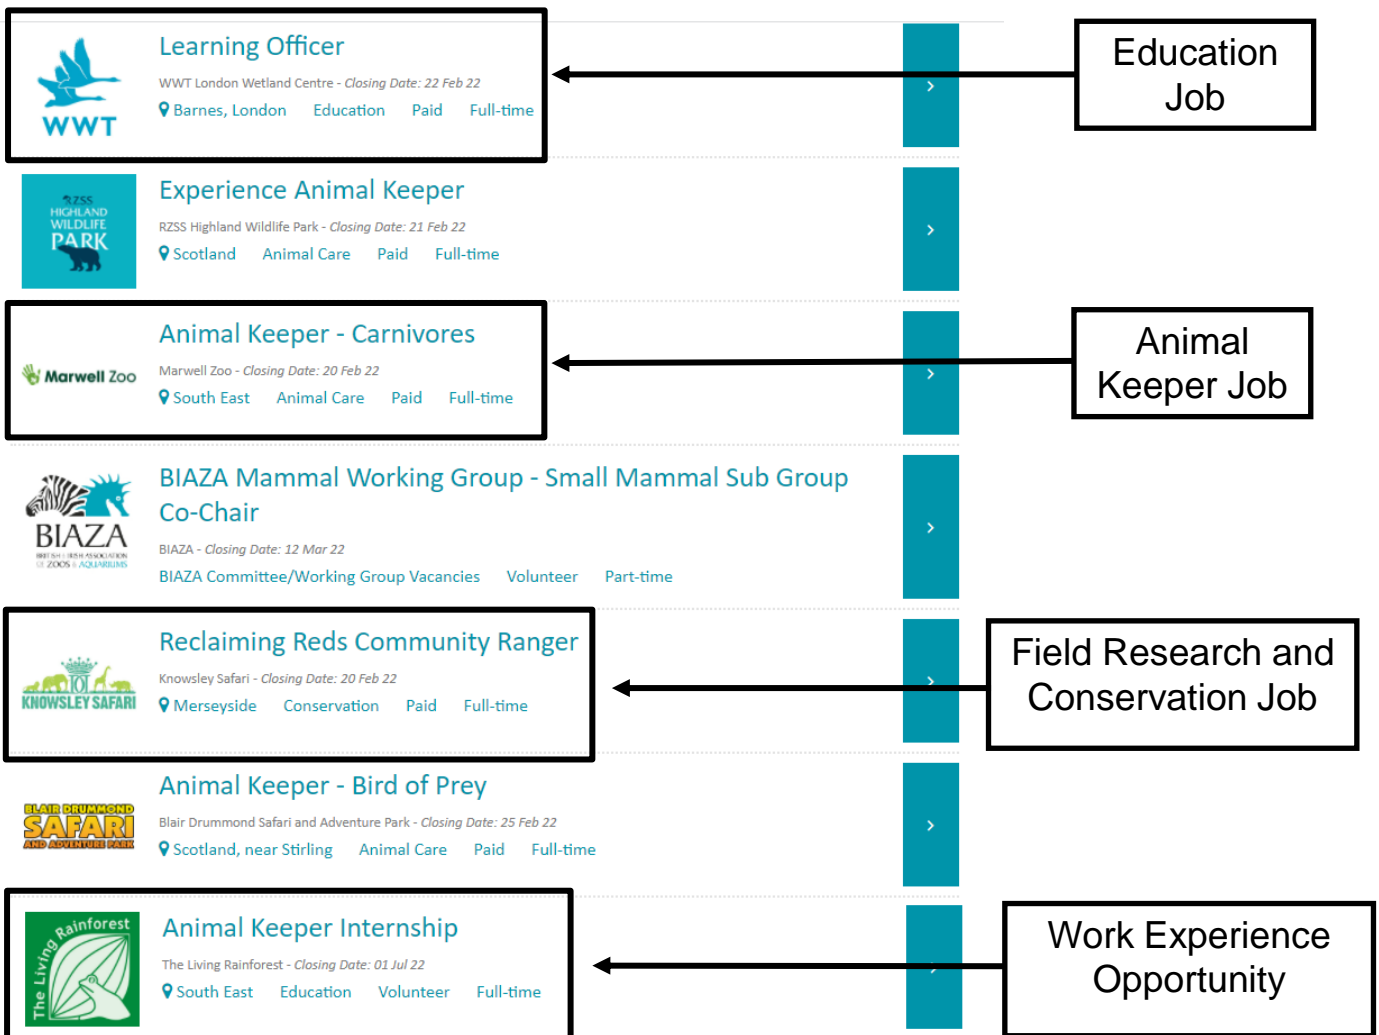 Learning Officer
WWT London Wetland Centre - Closing Date: 22 Feb 22
Barnes, London Education Paid Full-time
WWT
Education
Job
Experience Animal Keeper
RZSS Highland Wildlife Park - Closing Date: 21 Feb 22
Scotland Animal Care Paid Full-time
RZSS
HIGHLAND
WILDLIFE
PARK
Animal Keeper - Carnivores
Marwell Zoo - Closing Date: 20 Feb 22
South East Animal Care Paid Full-time
Marwell Zoo
Animal
Keeper Job
BIAZA Mammal Working Group - Small Mammal Sub Group
Co-Chair
BIAZA - Closing Date: 12 Mar 22
BIAZA Committee/Working Group Vacancies Volunteer Part-time
BIAZA
BRITISH & IRISH ASSOCIATION
OF ZOOS & AQUARIUMS
Reclaiming Reds Community Ranger
Knowsley Safari - Closing Date: 20 Feb 22
Merseyside Conservation Paid Full-time
KNOWSLEY SAFARI
Field Research and
Conservation Job
Animal Keeper - Bird of Prey
Blair Drummond Safari and Adventure Park - Closing Date: 25 Feb 22
Scotland, near Stirling Animal Care Paid Full-time
BLAIR DRUMMOND
SAFARI
AND ADVENTURE PARK
Animal Keeper Internship
The Living Rainforest - Closing Date: 01 Jul 22
South East Education Volunteer Full-time
The Living Rainforest
Work Experience
Opportunity